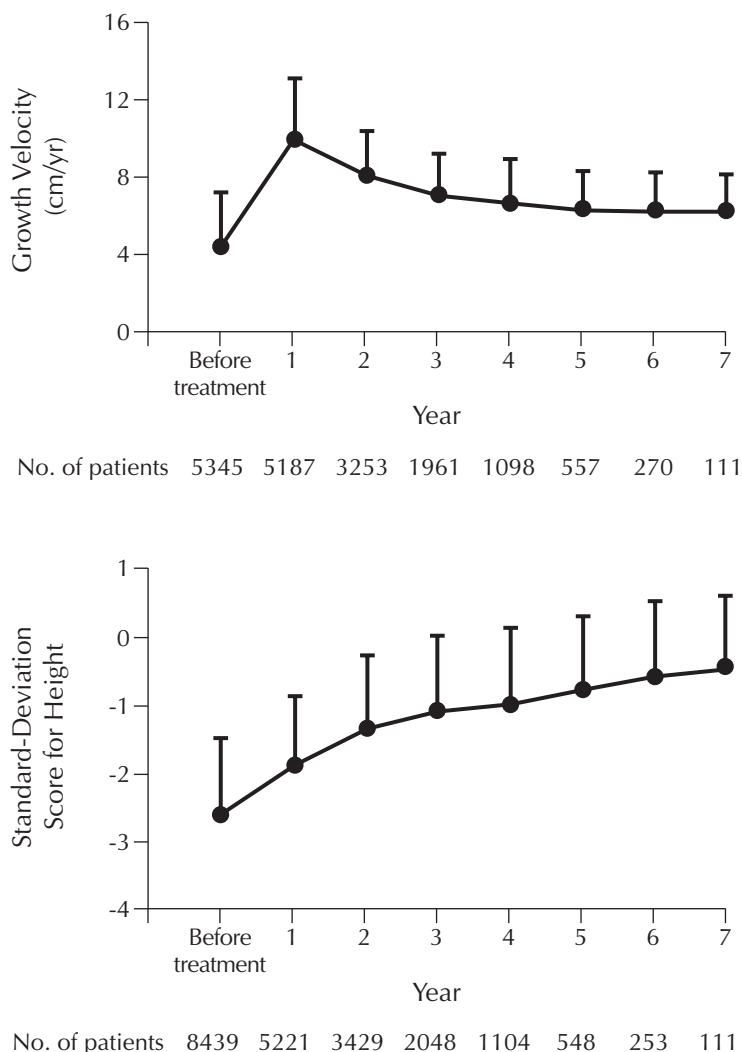 Growth Velocity
(cm/yr)
16
12
8
4
0
Before
treatment
1 2 3 4 5 6 7
Year
No. of patients 5345 5187 3253 1961 1098 557 270 111
Standard-Deviation
Score for Height
1
0
-1
-2
-3
-4
Before
treatment
1 2 3 4 5 6 7
Year
No. of patients 8439 5221 3429 2048 1104 548 253 111